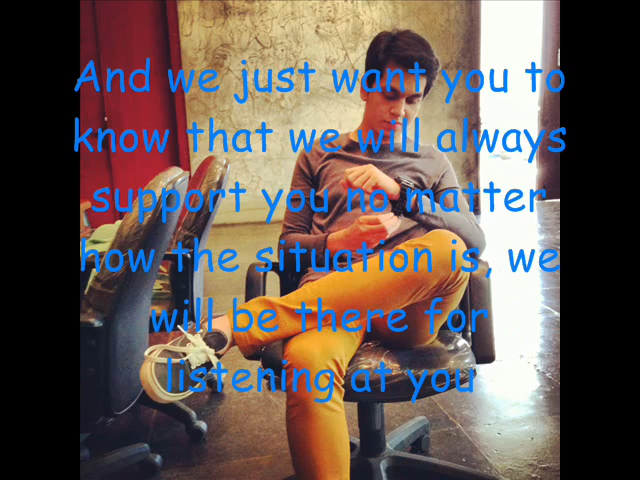 And we just want you to
know that we will always
support you no matter
how the situation is, we
will be there for
listening at you